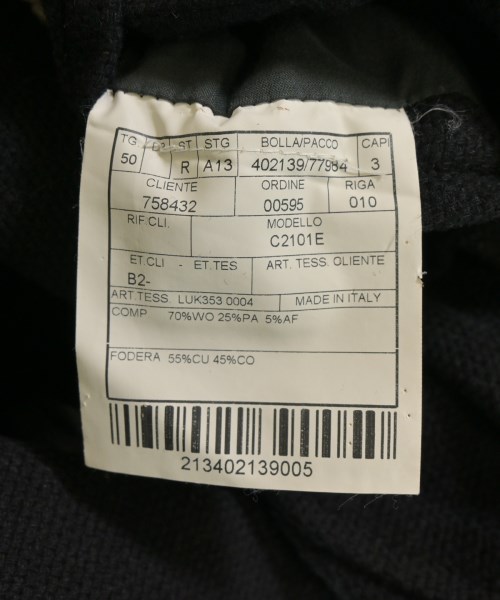 TG ST STG BOLLA/PACCO CAPI
50 R A13 402139/77984 3
CLIENTE ORDINE RIGA
758432 00595 010
RIF.CLI. MODELLO
C2101E
ET.CLI - ET.TES ART.TESS.CLIENTE
B2-
ART.TESS. LUK353 0004 MADE IN ITALY
COMP 70%WO 25%PA 5%AF
FODERA 55%CU 45%CO
213402139005